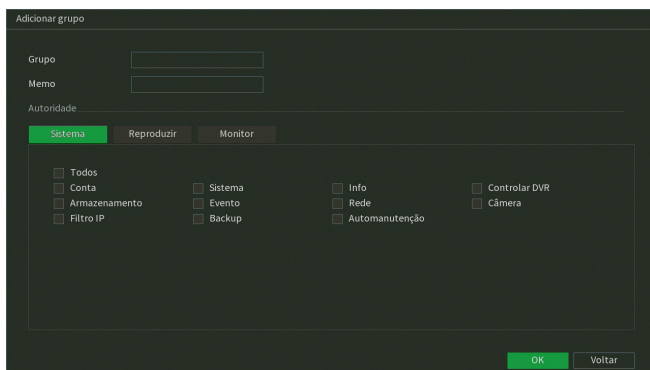 Adicionar grupo
Grupo
Memo
Autoridade
Sistema Reproduzir Monitor
Todos
Conta Sistema Info Controlar DVR
Armazenamento Evento Rede Câmera
Filtro IP Backup Automanutenção
OK Voltar